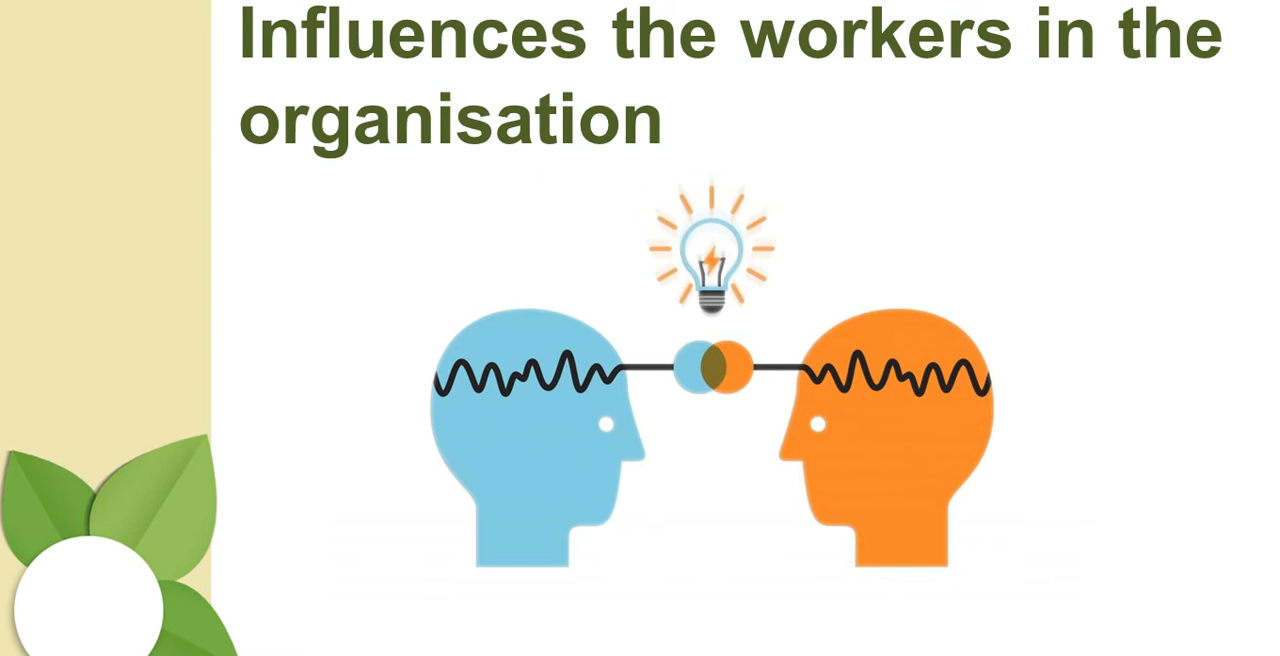 Influences the workers in the
organisation